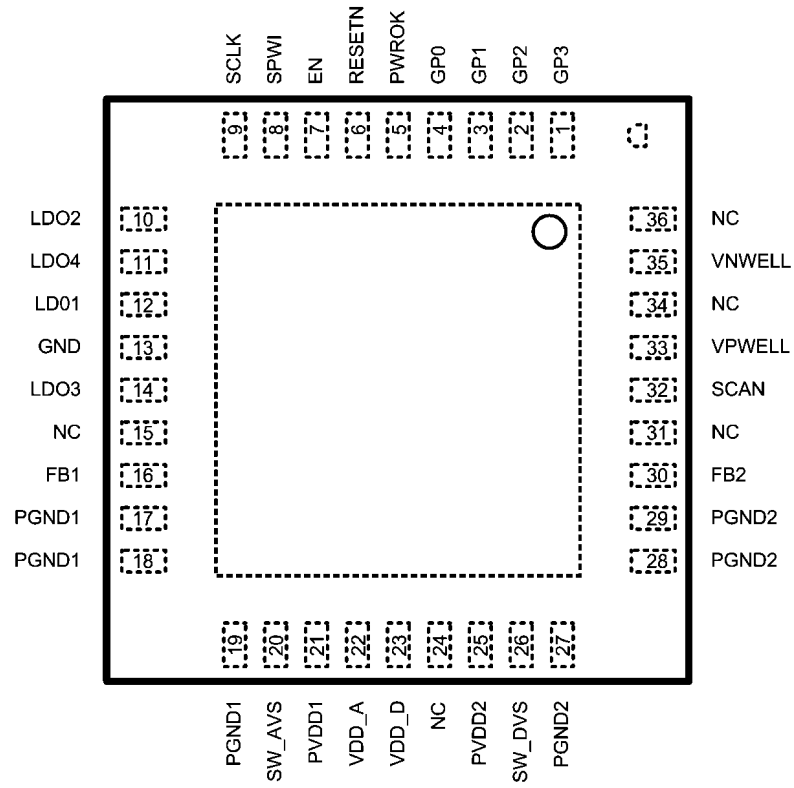 SCLK
SPWI
EN
RESETN
PWROK
GP0
GP1
GP2
GP3
9
8
7
6
5
4
3
2
1
LDO2 10
LDO4 11
LD01 12
GND 13
LDO3 14
NC 15
FB1 16
PGND1 17
PGND1 18
36 NC
35 VNWELL
34 NC
33 VPWELL
32 SCAN
31 NC
30 FB2
29 PGND2
28 PGND2
19
20
21
22
23
24
25
26
27
PGND1
SW_AVS
PVDD1
VDD_A
VDD_D
NC
PVDD2
SW_DVS
PGND2